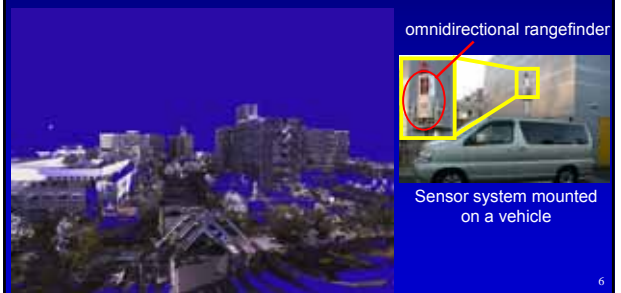 omnidirectional rangefinder
Sensor system mounted
on a vehicle
6